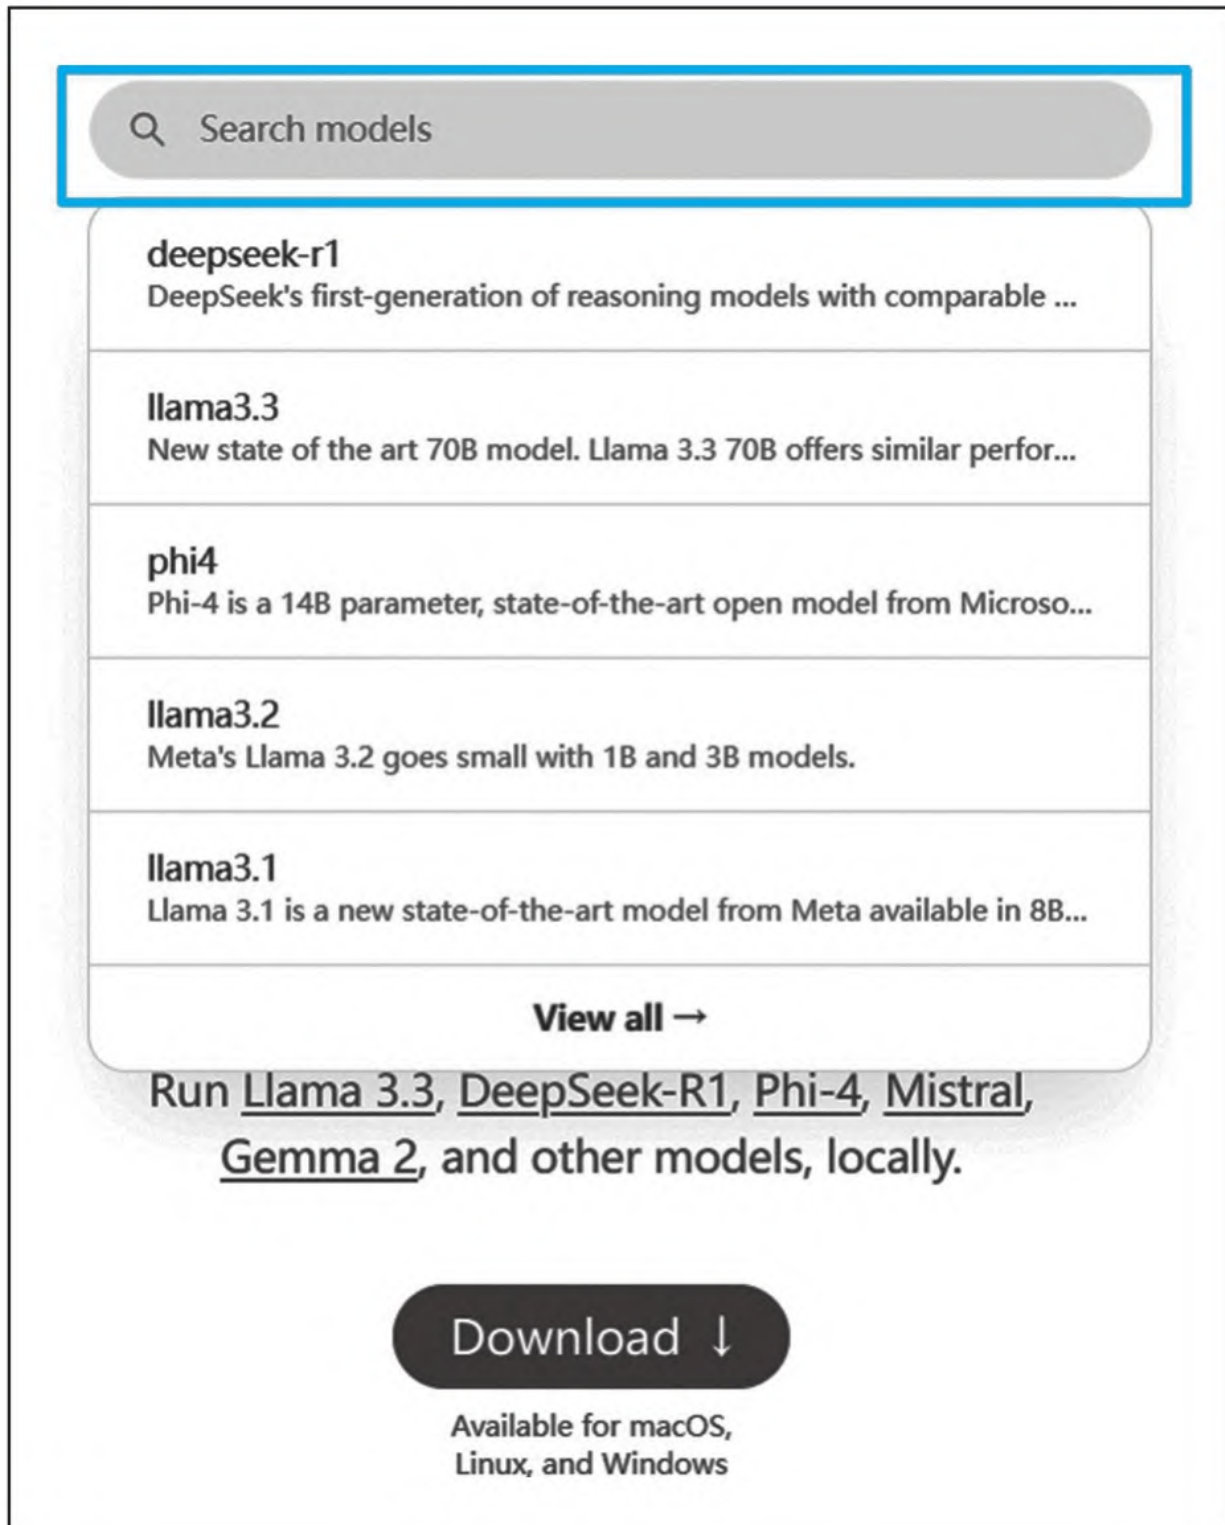 Search models
deepseek-r1
DeepSeek's first-generation of reasoning models with comparable ...
llama3.3
New state of the art 70B model. Llama 3.3 70B offers similar perfor...
phi4
Phi-4 is a 14B parameter, state-of-the-art open model from Microso...
llama3.2
Meta's Llama 3.2 goes small with 1B and 3B models.
llama3.1
Llama 3.1 is a new state-of-the-art model from Meta available in 8B...
View all →
Run Llama 3.3, DeepSeek-R1, Phi-4, Mistral,
Gemma 2, and other models, locally.
Download ↓
Available for macOS,
Linux, and Windows